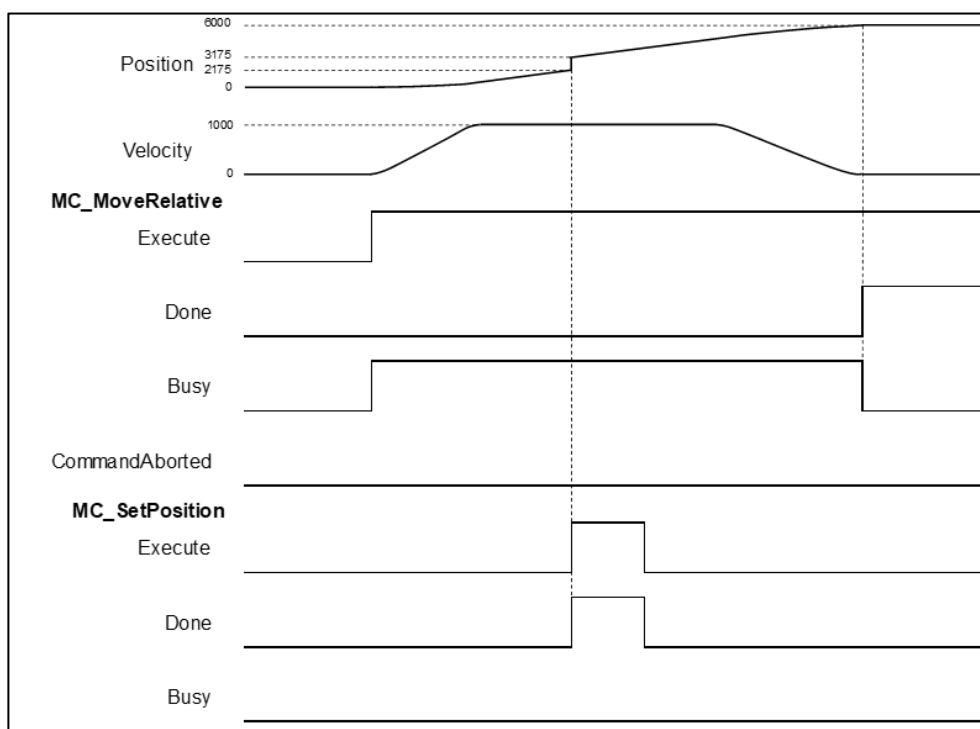 6000
3175
Position
2175
0
1000
Velocity
0
MC_MoveRelative
Execute
Done
Busy
CommandAborted
MC_SetPosition
Execute
Done
Busy